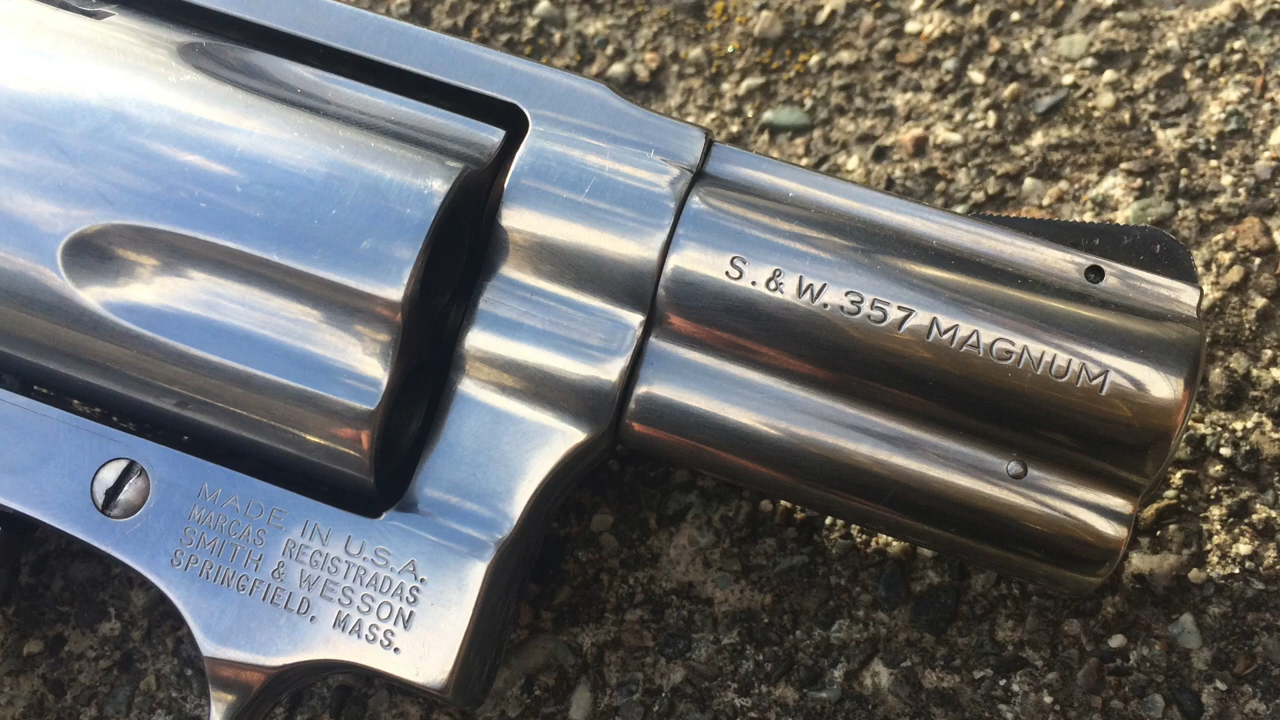 S.&W. 357 MAGNUM
MADE IN U.S.A.
MARCAS REGISTRADAS
SMITH & WESSON
SPRINGFIELD, MASS.